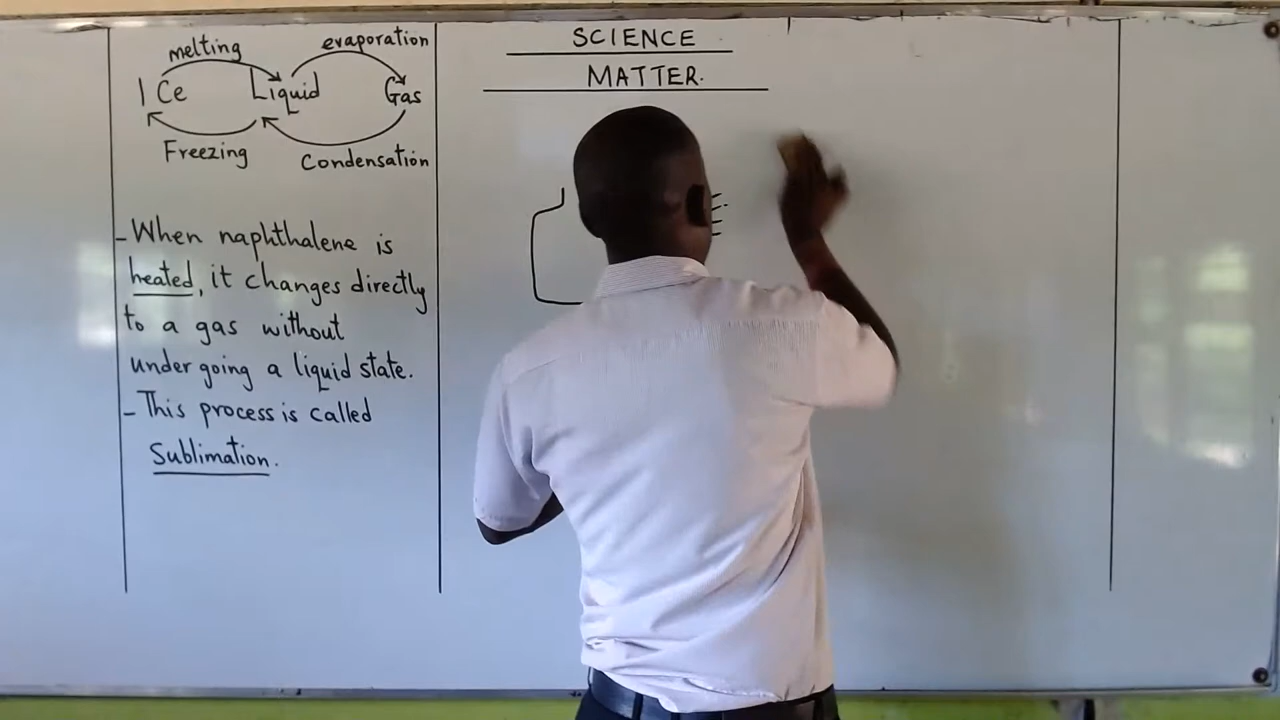 melting evaporation
ICe Liquid Gas
Freezing Condensation
- When naphthalene is
heated, it changes directly
to a gas without
undergoing a liquid state.
- This process is called
Sublimation.
SCIENCE
MATTER.